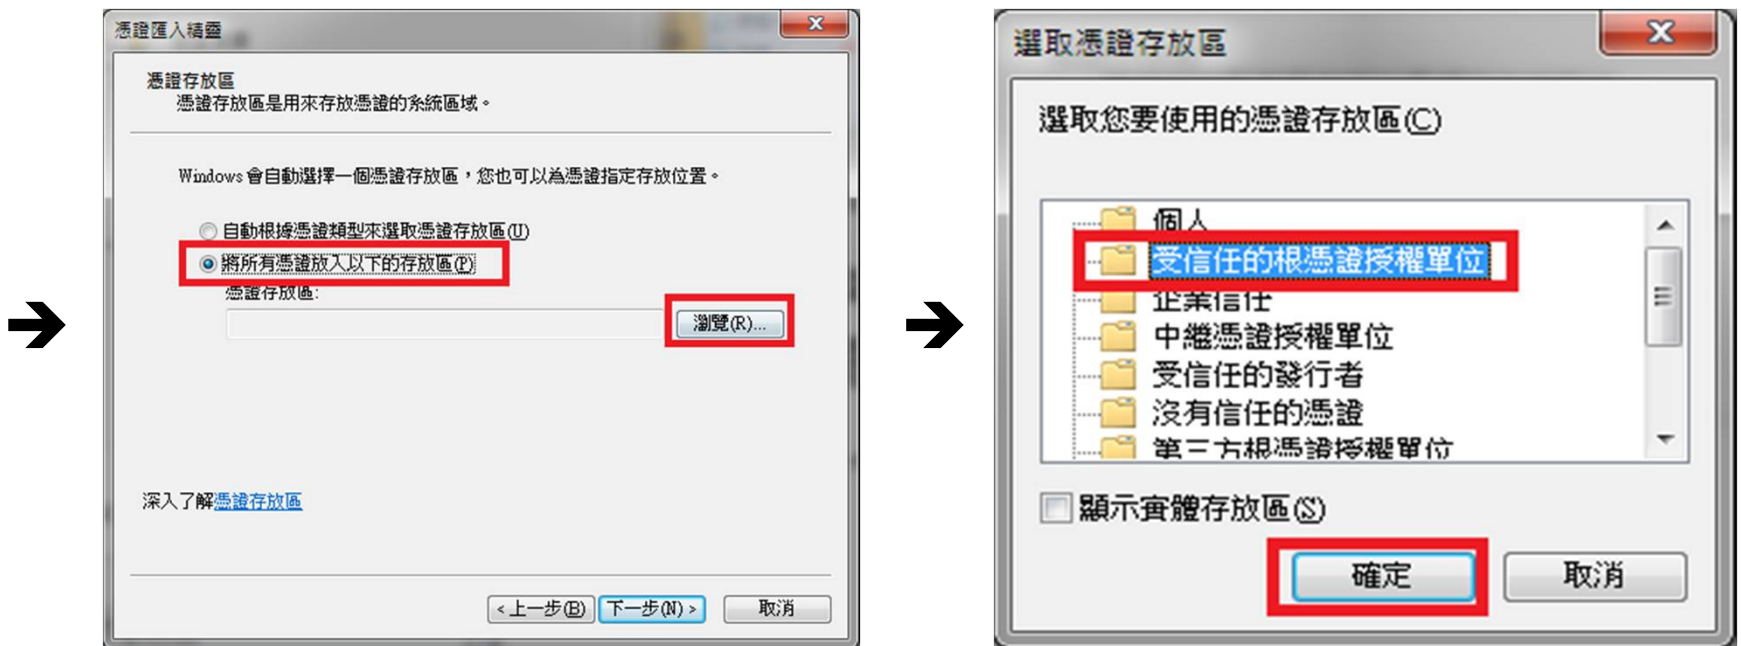 憑證匯入精靈
憑證存放區
憑證存放區是用來存放憑證的系統區域。
Windows 會自動選擇一個憑證存放區，您也可以為憑證指定存放位置。
自動根據憑證類型來選取憑證存放區(U)
將所有憑證放入以下的存放區(P)
憑證存放區:
瀏覽(R)...
深入了解憑證存放區
<上一步(B)
下一步(N)>
取消
選取憑證存放區
選取您要使用的憑證存放區(C)
個人
受信任的根憑證授權單位
企業信任
中繼憑證授權單位
受信任的發行者
沒有信任的憑證
第三方根憑證授權單位
顯示實體存放區(S)
確定
取消